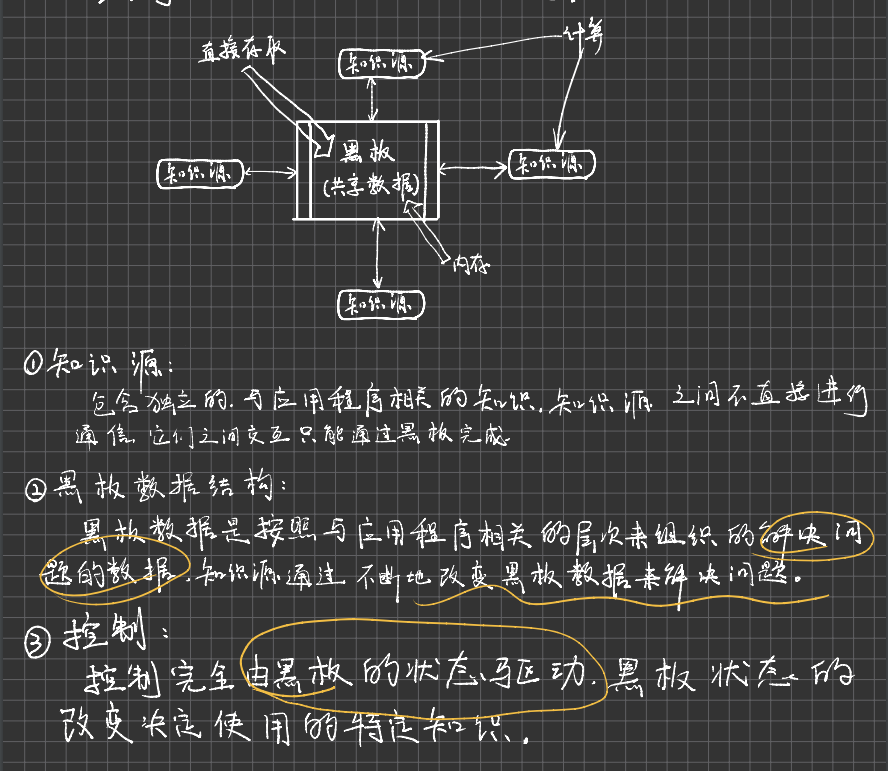 直接存取
知识源
计算
黑板
知识源
知识源
(共享数据)
内存
知识源
①知识源：
包含独立的.与应用程序相关的知识.知识源之间不直接进行
通信.它们之间交互只能通过黑板完成
②黑板数据结构：
黑板数据是按照与应用程序相关的层次来组织的解决问
题的数据.知识源通过不断地改变黑板数据来解决问题。
③控制：
控制完全由黑板的状态驱动.黑板状态的
改变决定使用的特定知识.